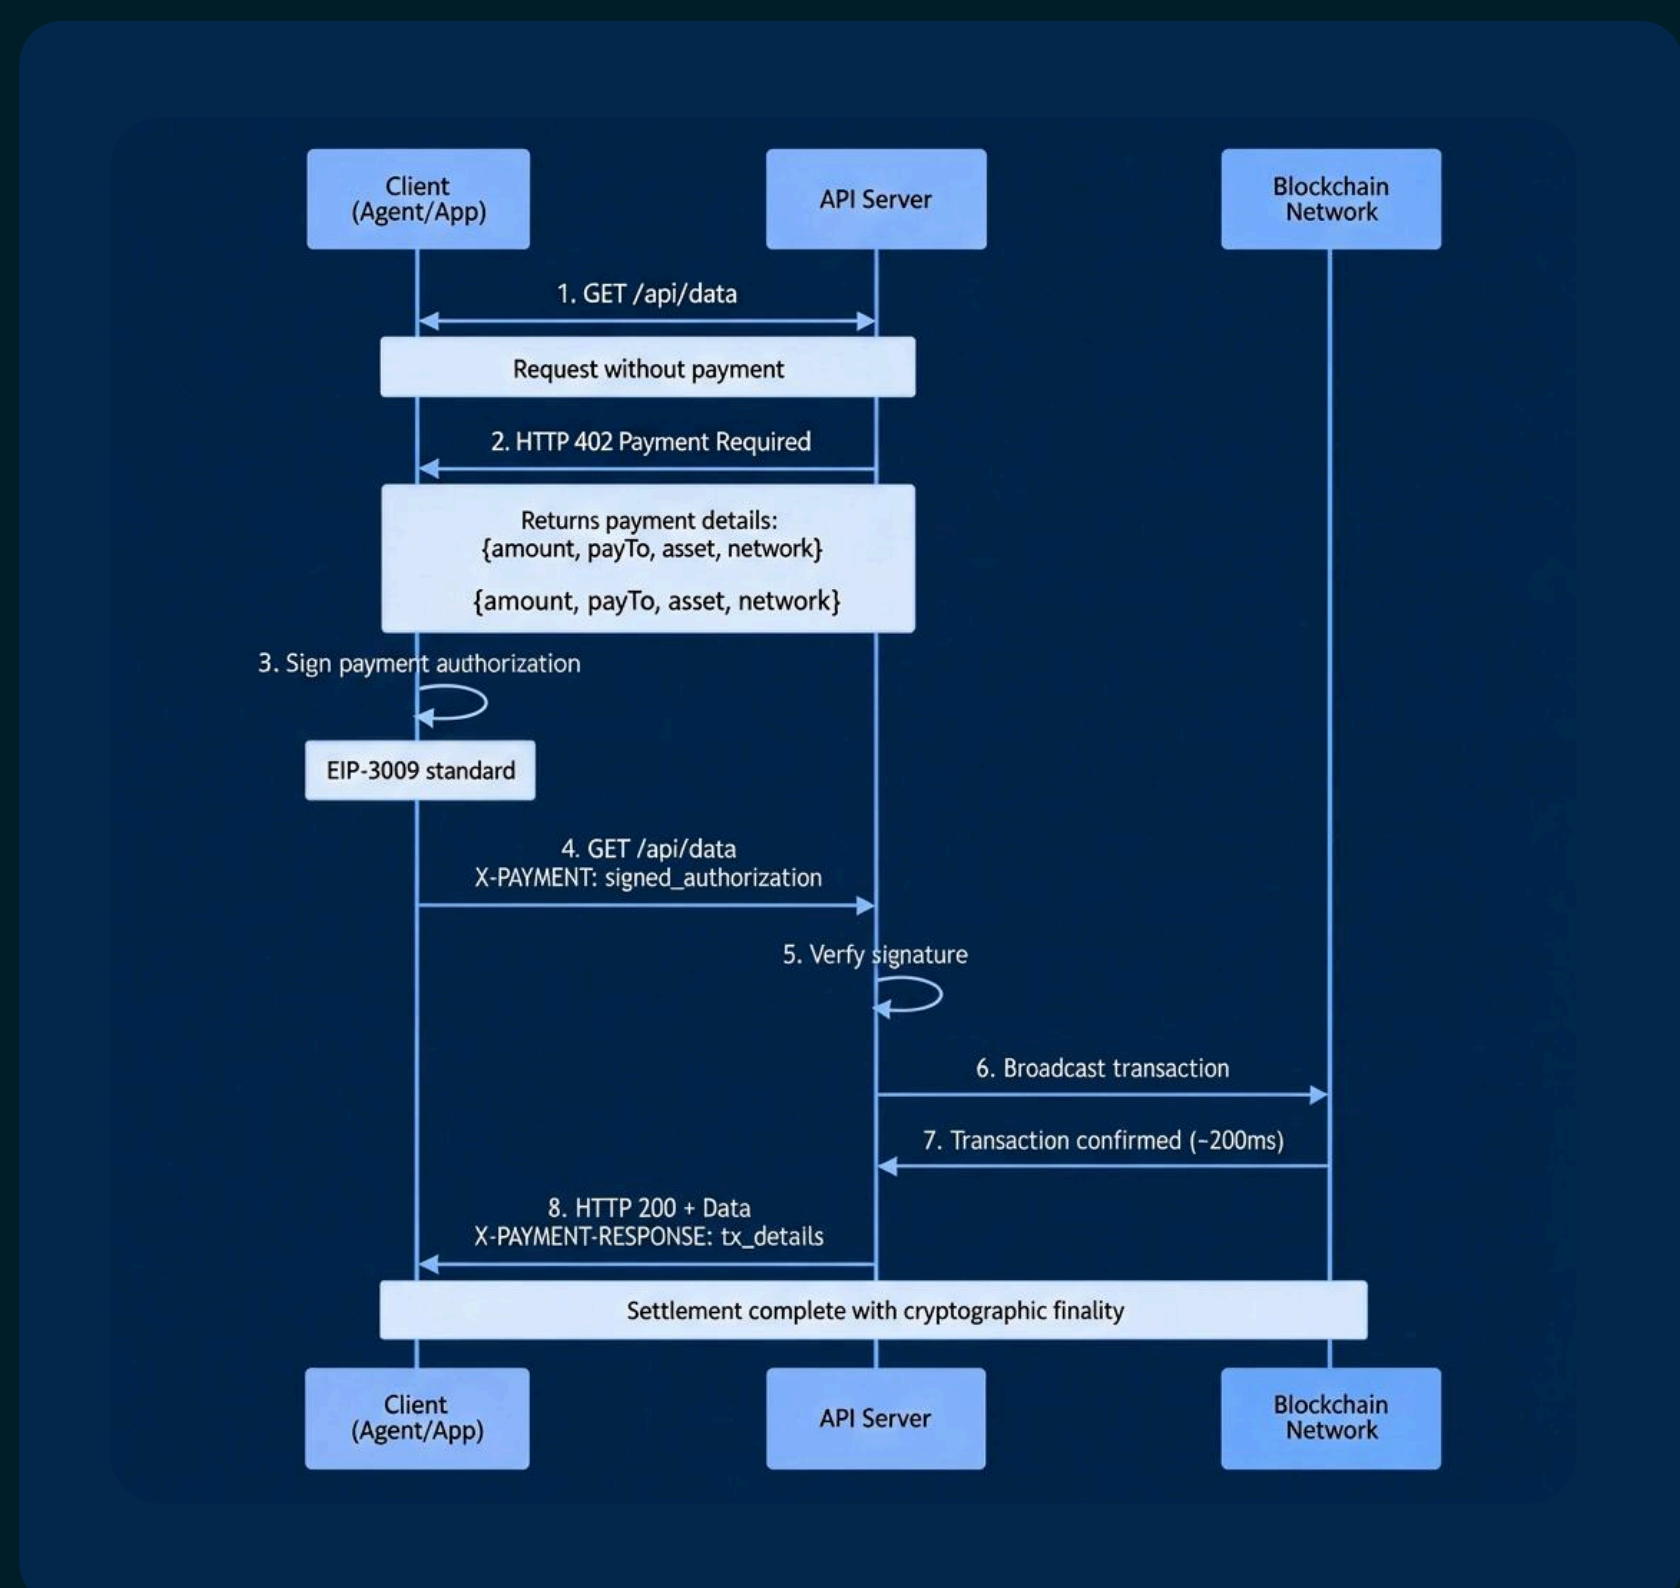 Client
(Agent/App)
API Server
Blockchain
Network
1. GET /api/data
Request without payment
2. HTTP 402 Payment Required
Returns payment details:
{amount, payTo, asset, network}
{amount, payTo, asset, network}
3. Sign payment authorization
EIP-3009 standard
4. GET /api/data
X-PAYMENT: signed_authorization
5. Verfy signature
6. Broadcast transaction
7. Transaction confirmed (~200ms)
8. HTTP 200 + Data
X-PAYMENT-RESPONSE: tx_details
Settlement complete with cryptographic finality
Client
(Agent/App)
API Server
Blockchain
Network